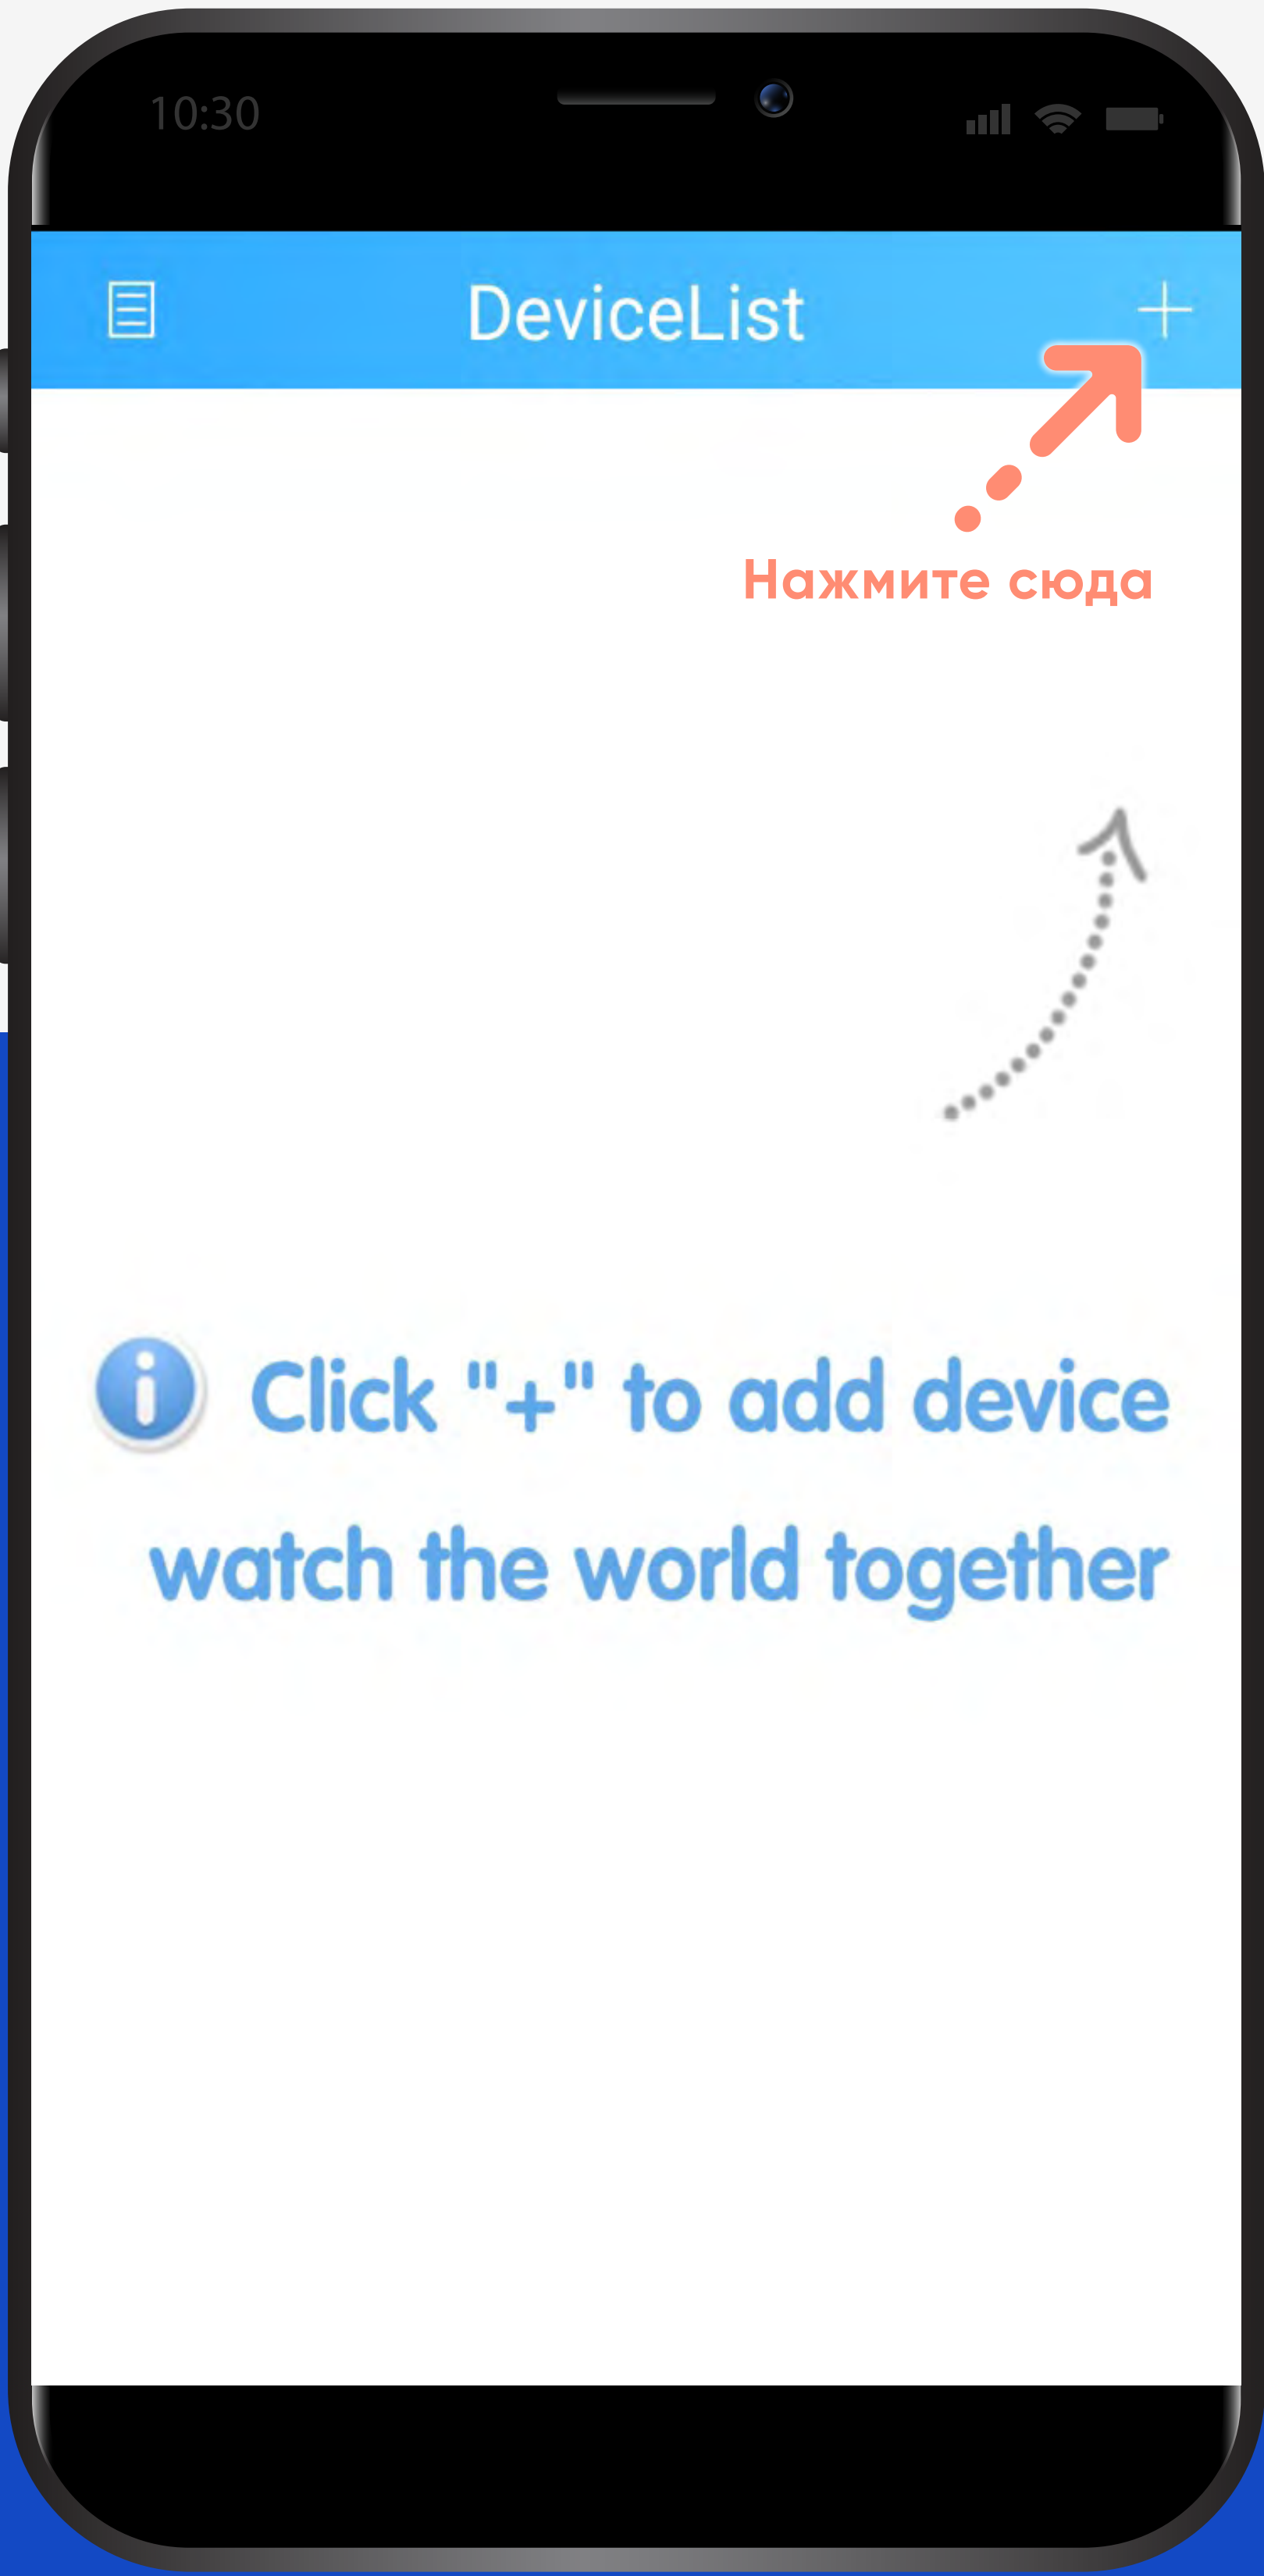 10:30
DeviceList
Нажмите сюда
Click "+" to add device
watch the world together